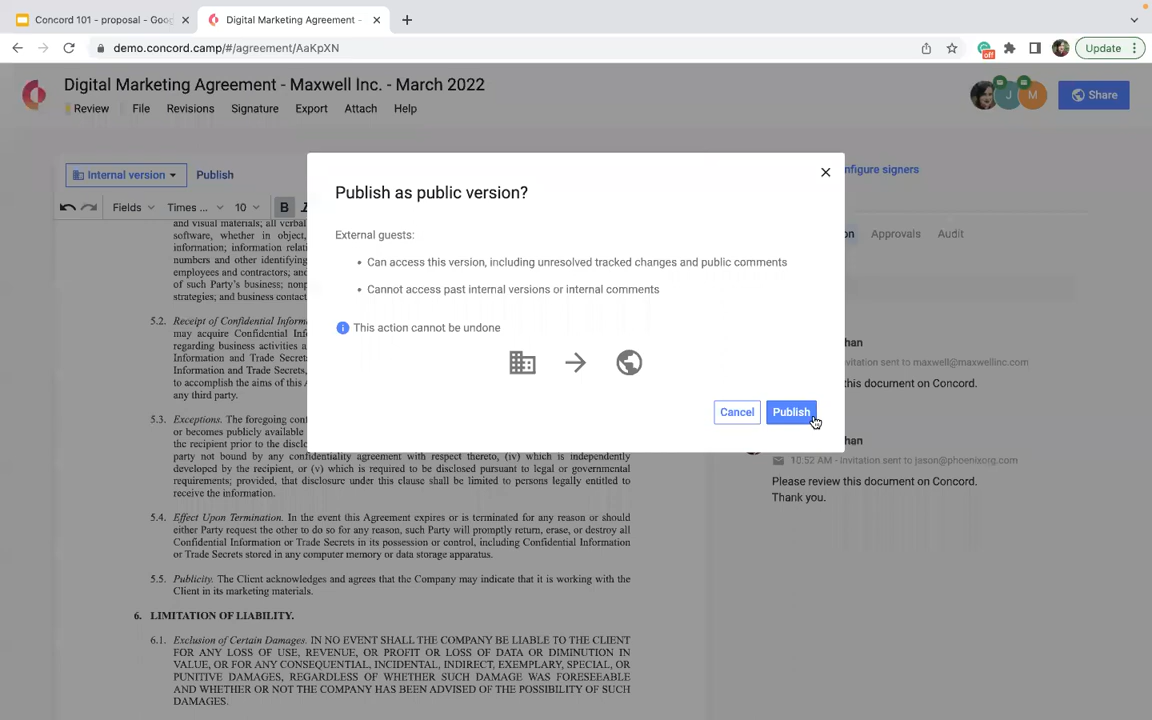 Concord 101 - proposal - Goo
Digital Marketing Agreement -
demo.concord.camp/#/agreement/AaKpXN
off
Update
Digital Marketing Agreement - Maxwell Inc. - March 2022
Review File Revisions Signature Export Attach Help
J M
Share
Internal version Publish
Fields Times ... 10 B I
nfigure signers
on Approvals Audit
Publish as public version?
External guests:
• Can access this version, including unresolved tracked changes and public comments
• Cannot access past internal versions or internal comments
This action cannot be undone
Cancel Publish
han
nvitation sent to maxwell@maxwellinc.com
this document on Concord.
han
10:52 AM - Invitation sent to jason@phoenixorg.com
Please review this document on Concord.
Thank you.
and visual materials; all verbal
software, whether in object,
information; information relati
numbers and other identifying
employees and contractors; and
of such Party's business; nonp
strategies; and business contact
5.2. Receipt of Confidential Inform
may acquire Confidential Inf
regarding business activities a
Information and Trade Secrets
Information and Trade Secrets,
to accomplish the aims of this A
any third party.
5.3. Exceptions. The foregoing conf
or becomes publicly available
the recipient prior to the disclo
party not bound by any confidentiality agreement with respect thereto, (iv) which is independently
developed by the recipient, or (v) which is required to be disclosed pursuant to legal or governmental
requirements; provided, that disclosure under this clause shall be limited to persons legally entitled to
receive the information.
5.4. Effect Upon Termination. In the event this Agreement expires or is terminated for any reason or should
either Party request the other to do so for any reason, such Party will promptly return, erase, or destroy all
Confidential Information or Trade Secrets in its possession or control, including Confidential Information
or Trade Secrets stored in any computer memory or data storage apparatus.
5.5. Publicity. The Client acknowledges and agrees that the Company may indicate that it is working with the
Client in its marketing materials.
6. LIMITATION OF LIABILITY.
6.1. Exclusion of Certain Damages. IN NO EVENT SHALL THE COMPANY BE LIABLE TO THE CLIENT
FOR ANY LOSS OF USE, REVENUE, OR PROFIT OR LOSS OF DATA OR DIMINUTION IN
VALUE, OR FOR ANY CONSEQUENTIAL, INCIDENTAL, INDIRECT, EXEMPLARY, SPECIAL, OR
PUNITIVE DAMAGES, REGARDLESS OF WHETHER SUCH DAMAGE WAS FORESEEABLE
AND WHETHER OR NOT THE COMPANY HAS BEEN ADVISED OF THE POSSIBILITY OF SUCH
DAMAGES.